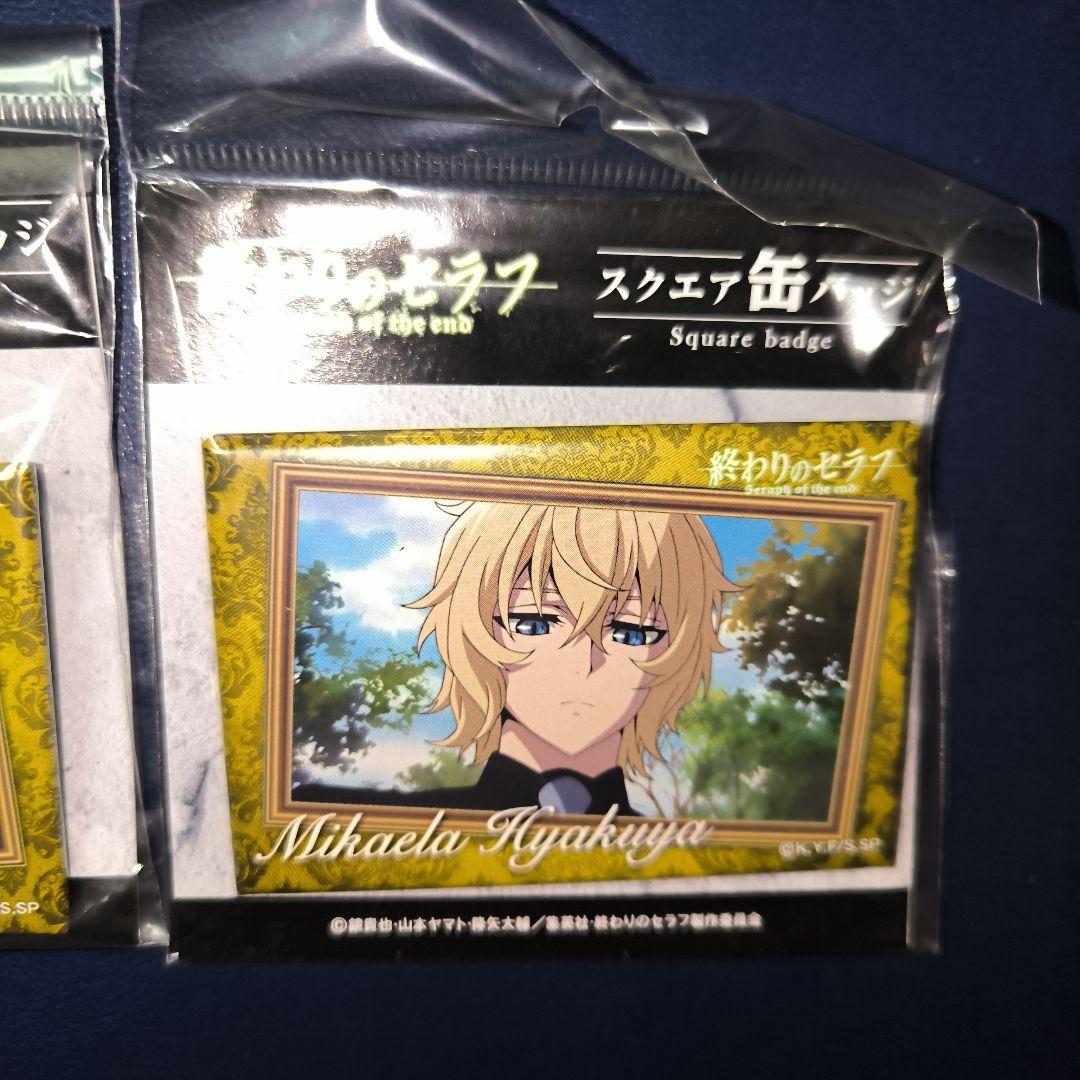 ッジ
S.SP
わりのセラフ
of the end
スクエア缶バッジ
Square badge
終わりのセラフ
Seraph of the end
Mikaela Hyakuya
©K,Y,F/S,SP
©鏡貴也・山本ヤマト・降矢大輔／集英社・終わりのセラフ製作委員会